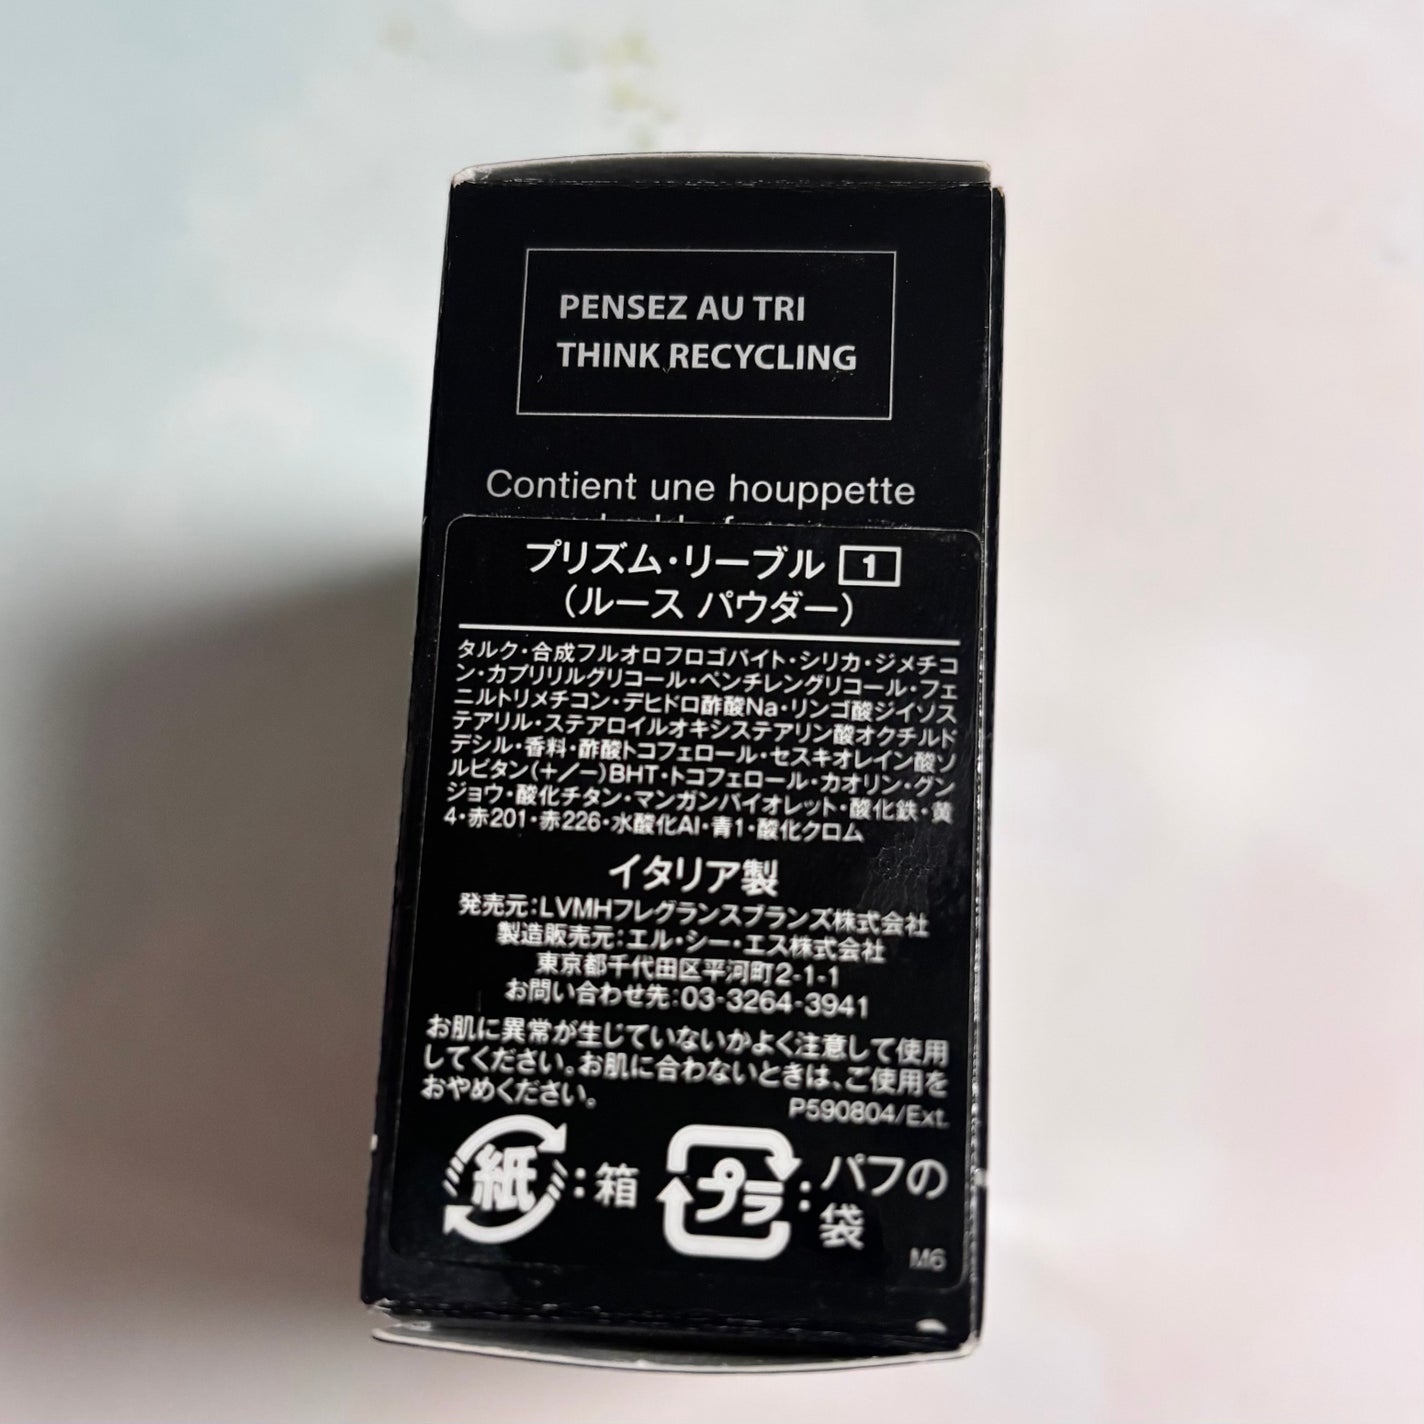 PENSEZ AU TRI
THINK RECYCLING
Contient une houppette
プリズム・リーブル 1
(ルース パウダー)
タルク・合成フルオロフロゴパイト・シリカ・ジメチコ
ン・カプリリルグリコール・ペンチレングリコール・フェ
ニルトリメチコン・デヒドロ酢酸Na・リンゴ酸ジイソス
テアリル・ステアロイルオキシステアリン酸オクチルド
デシル・香料・酢酸トコフェロール・セスキオレイン酸ソ
ルビタン(+/−)BHT・トコフェロール・カオリン・グン
ジョウ・酸化チタン・マンガンバイオレット・酸化鉄・黄
4・赤201・赤226・水酸化Al・青1・酸化クロム
イタリア製
発売元:LVMHフレグランスブランズ株式会社
製造販売元:エル・シー・エス株式会社
東京都千代田区平河町2-1-1
お問い合わせ先:03-3264-3941
お肌に異常が生じていないかよく注意して使用
してください。お肌に合わないときは、ご使用を
おやめください。
P590804/Ext.
紙:箱
プラ:パフの
袋
M6